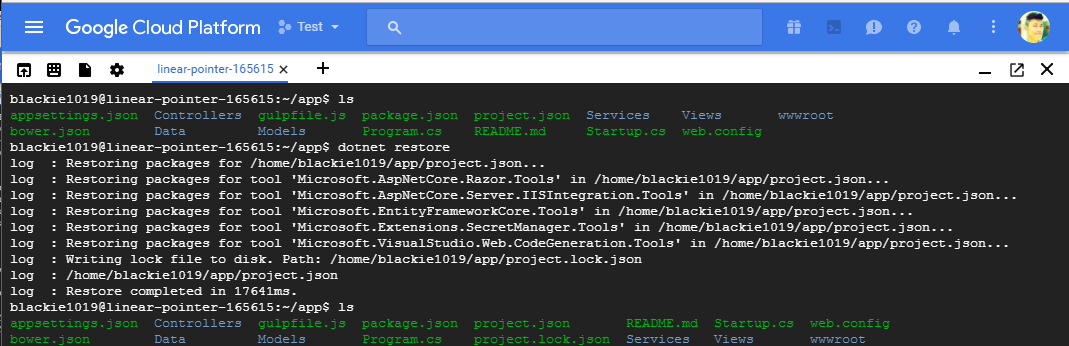 Google Cloud Platform Test
linear-pointer-165615
blackie1019@linear-pointer-165615:~/app$ ls
appsettings.json Controllers gulpfile.js package.json project.json Services Views wwwroot
bower.json Data Models Program.cs README.md Startup.cs web.config
blackie1019@linear-pointer-165615:~/app$ dotnet restore
log : Restoring packages for /home/blackie1019/app/project.json...
log : Restoring packages for tool 'Microsoft.AspNetCore.Razor.Tools' in /home/blackie1019/app/project.json...
log : Restoring packages for tool 'Microsoft.AspNetCore.Server.IISIntegration.Tools' in /home/blackie1019/app/project.json...
log : Restoring packages for tool 'Microsoft.EntityFrameworkCore.Tools' in /home/blackie1019/app/project.json...
log : Restoring packages for tool 'Microsoft.Extensions.SecretManager.Tools' in /home/blackie1019/app/project.json...
log : Restoring packages for tool 'Microsoft.VisualStudio.Web.CodeGeneration.Tools' in /home/blackie1019/app/project.json...
log : Writing lock file to disk. Path: /home/blackie1019/app/project.lock.json
log : /home/blackie1019/app/project.json
log : Restore completed in 17641ms.
blackie1019@linear-pointer-165615:~/app$ ls
appsettings.json Controllers gulpfile.js package.json project.json README.md Startup.cs web.config
bower.json Data Models Program.cs project.lock.json Services Views wwwroot